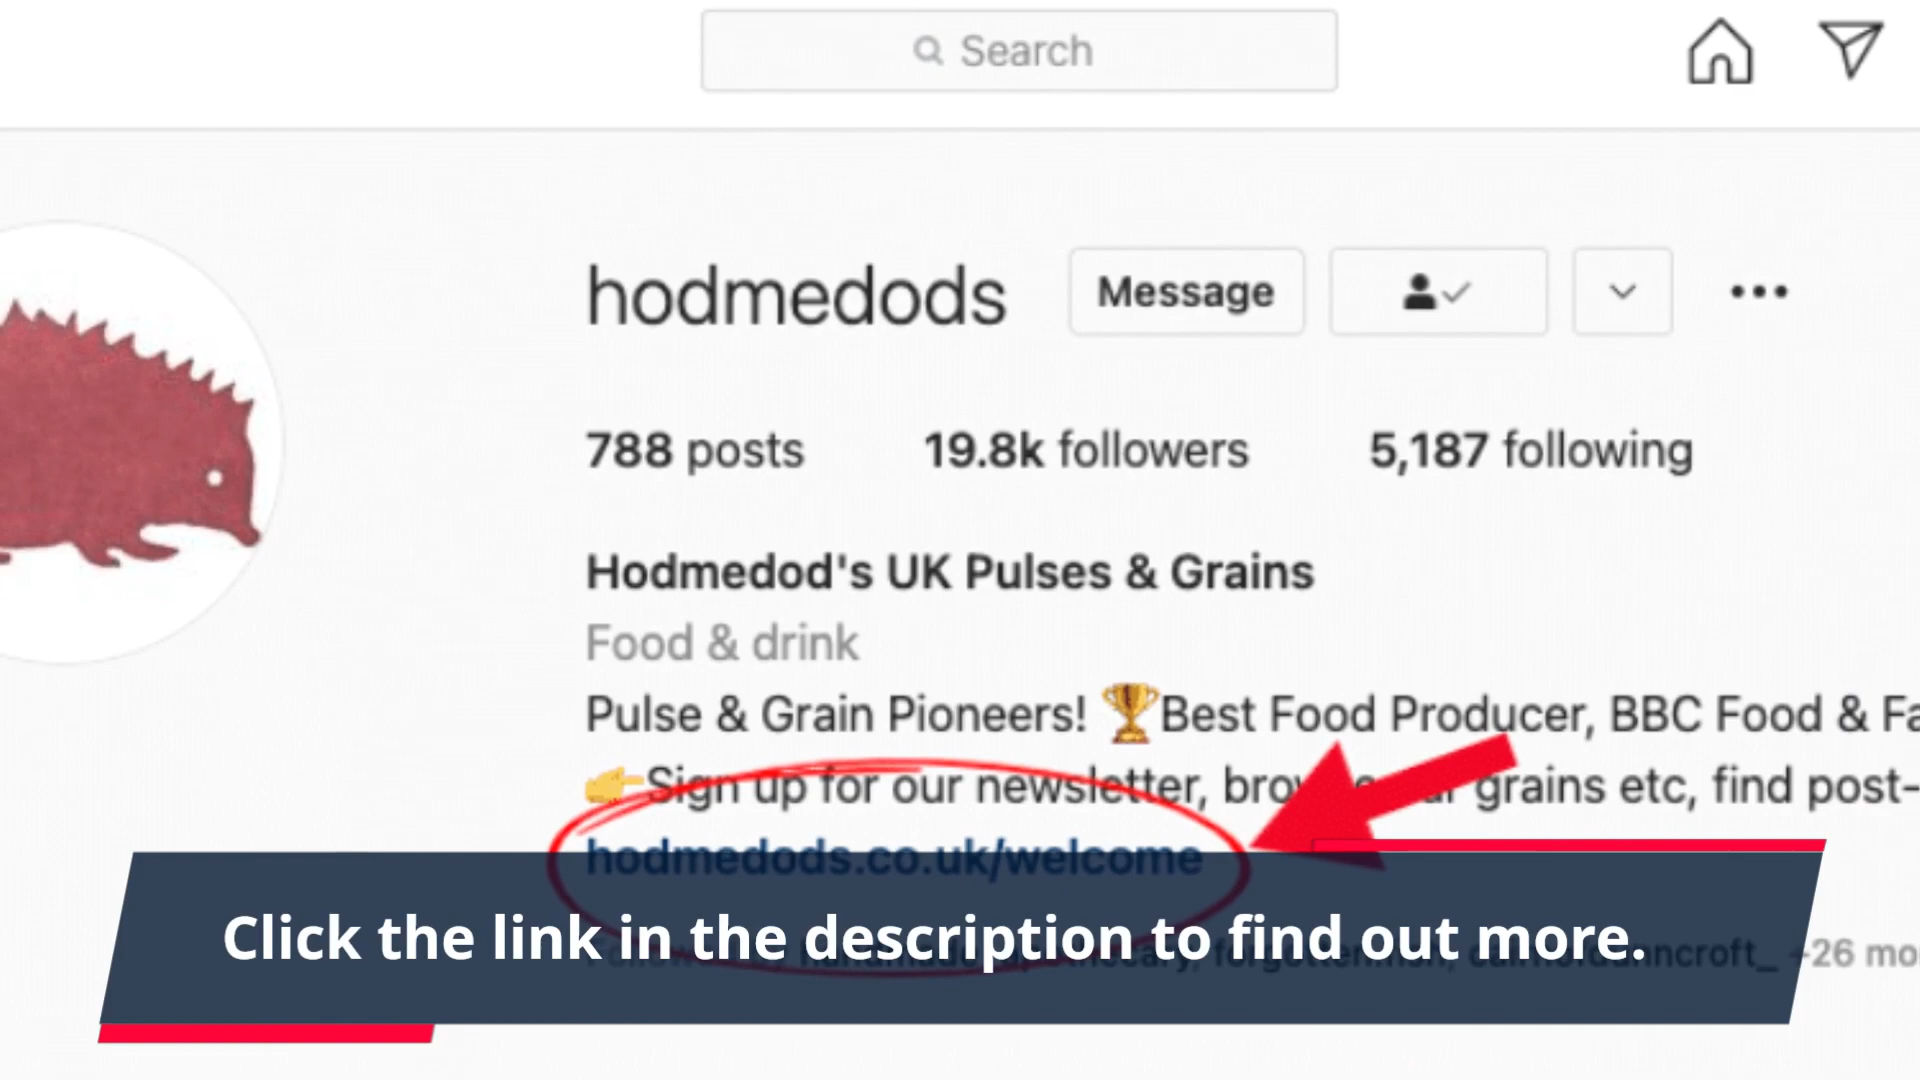 Search
hodmedods Message
788 posts 19.8k followers 5,187 following
Hodmedod's UK Pulses & Grains
Food & drink
Pulse & Grain Pioneers! 🏆Best Food Producer, BBC Food & Fa
👉Sign up for our newsletter, grains etc, find post-
hodmedods.co.uk/welcome
Click the link in the description to find out more.
+26 mo